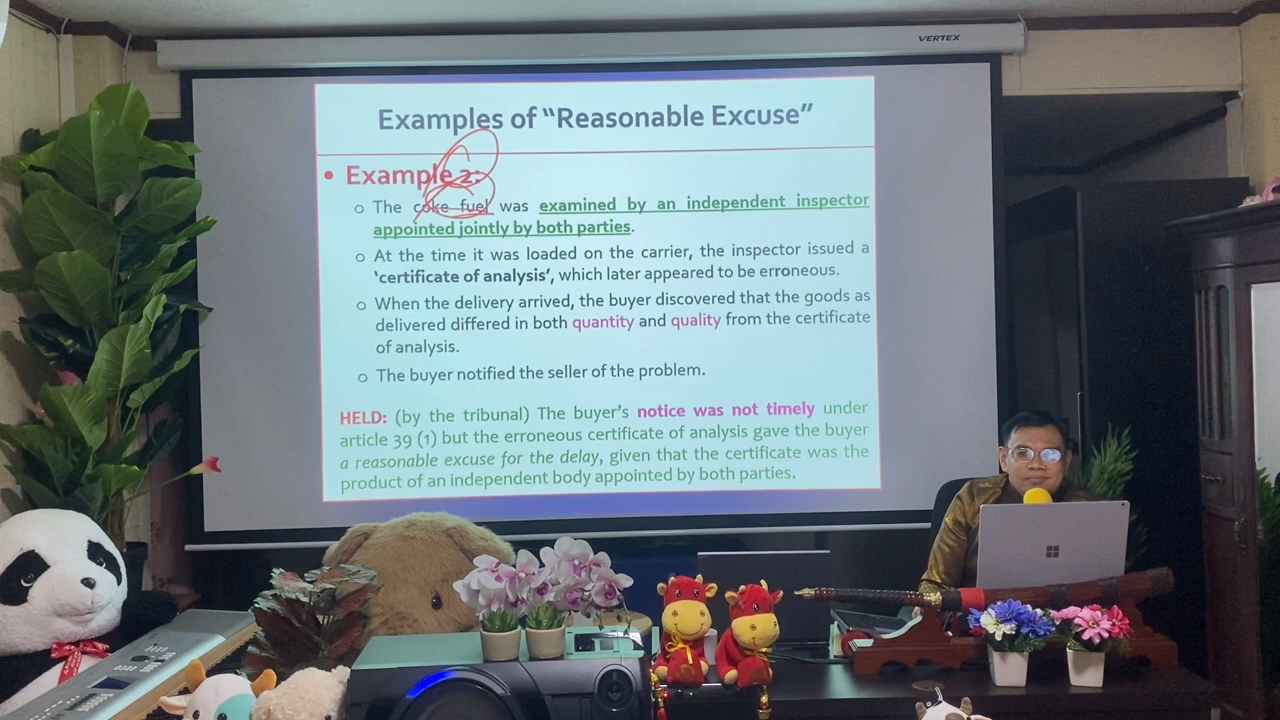 VERTEX
Examples of “Reasonable Excuse”
• Example 2:
o The coke fuel was examined by an independent inspector
appointed jointly by both parties.
o At the time it was loaded on the carrier, the inspector issued a
‘certificate of analysis’, which later appeared to be erroneous.
o When the delivery arrived, the buyer discovered that the goods as
delivered differed in both quantity and quality from the certificate
of analysis.
o The buyer notified the seller of the problem.
HELD: (by the tribunal) The buyer’s notice was not timely under
article 39 (1) but the erroneous certificate of analysis gave the buyer
a reasonable excuse for the delay, given that the certificate was the
product of an independent body appointed by both parties.